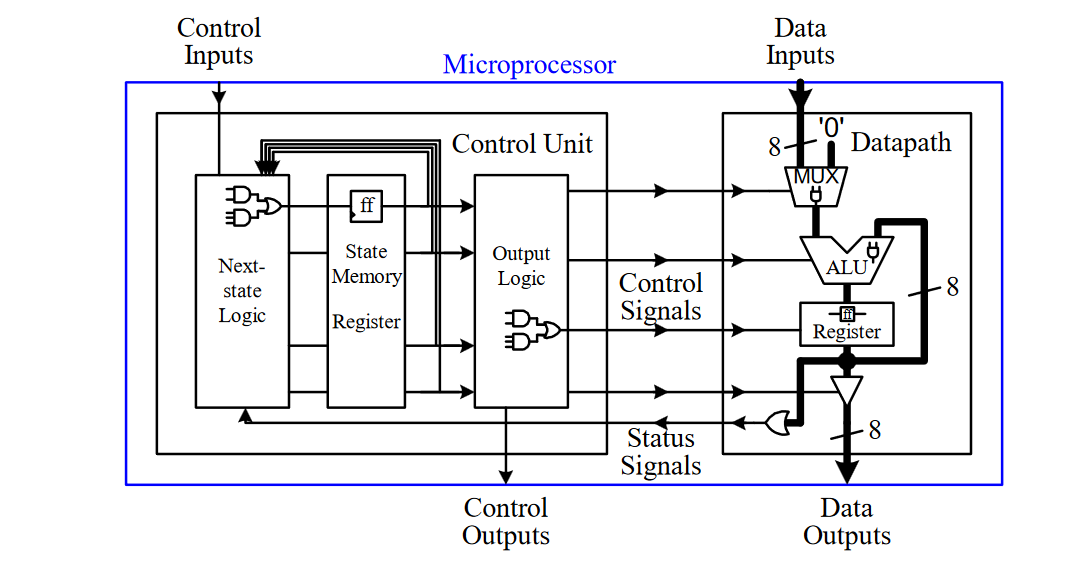 Control
Inputs
Data
Inputs
Microprocessor
Control Unit
'0'
8
Datapath
MUX
ff
Next-
state
Logic
State
Memory
Register
Output
Logic
Control
Signals
ALU
8
ff
Register
Status
Signals
8
Control
Outputs
Data
Outputs